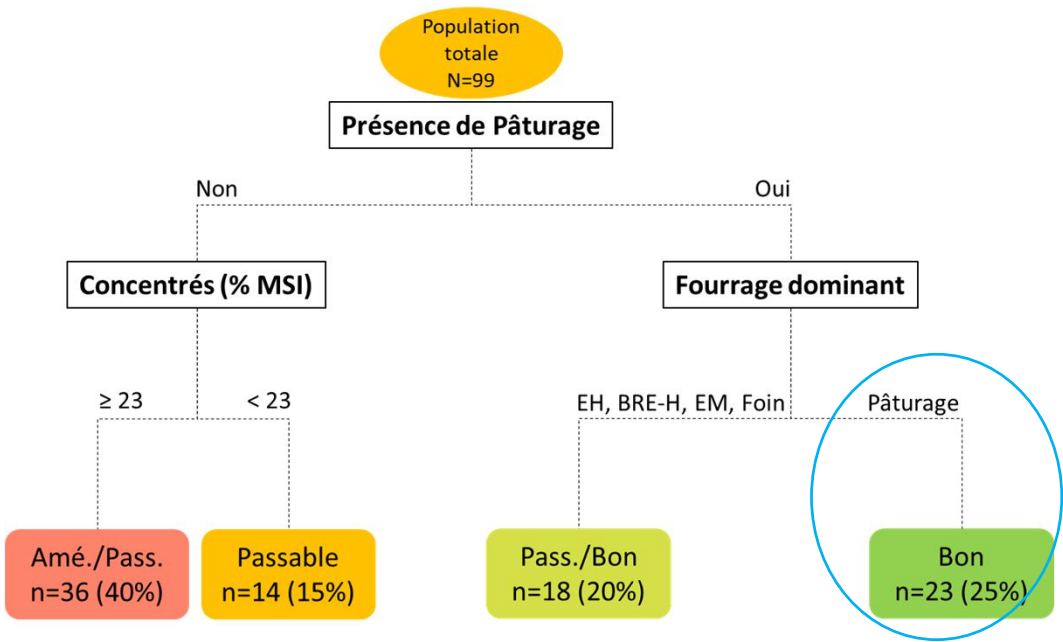 Population
totale
N=99
Présence de Pâturage
Non
Oui
Concentrés (% MSI)
Fourrage dominant
≥ 23
< 23
EH, BRE-H, EM, Foin
Pâturage
Amé./Pass.
n=36 (40%)
Passable
n=14 (15%)
Pass./Bon
n=18 (20%)
Bon
n=23 (25%)